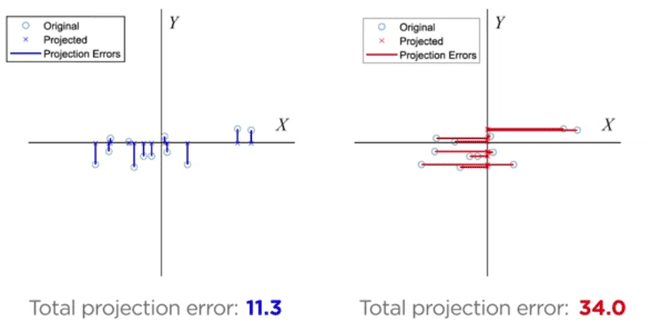 Original
Projected
Projection Errors
Y
X
Total projection error: 11.3
Original
Projected
Projection Errors
Y
X
Total projection error: 34.0